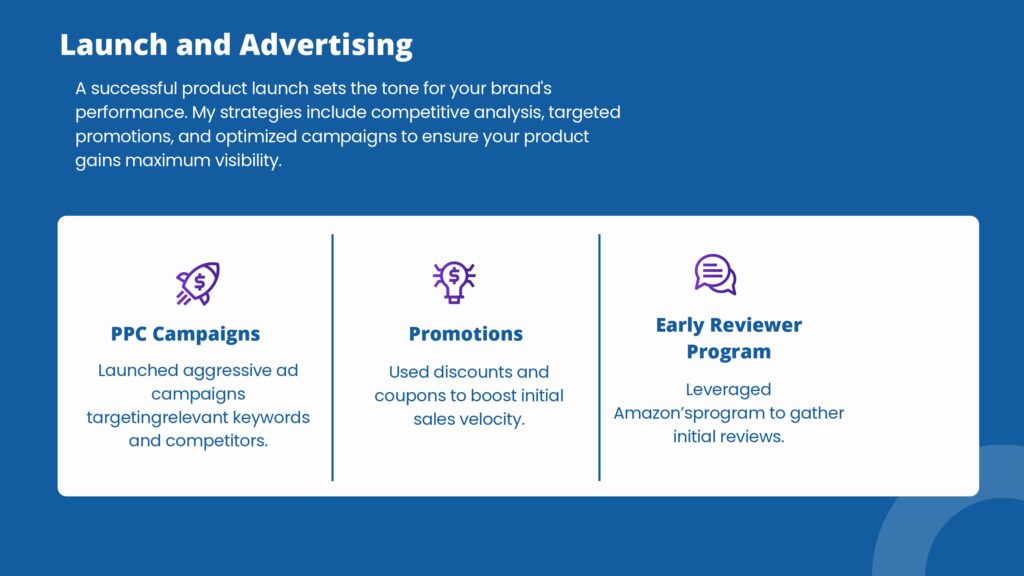 Launch and Advertising
A successful product launch sets the tone for your brand's
performance. My strategies include competitive analysis, targeted
promotions, and optimized campaigns to ensure your product
gains maximum visibility.
PPC Campaigns
Launched aggressive ad
campaigns
targetingrelevant keywords
and competitors.
Promotions
Used discounts and
coupons to boost initial
sales velocity.
Early Reviewer
Program
Leveraged
Amazon’sprogram to gather
initial reviews.